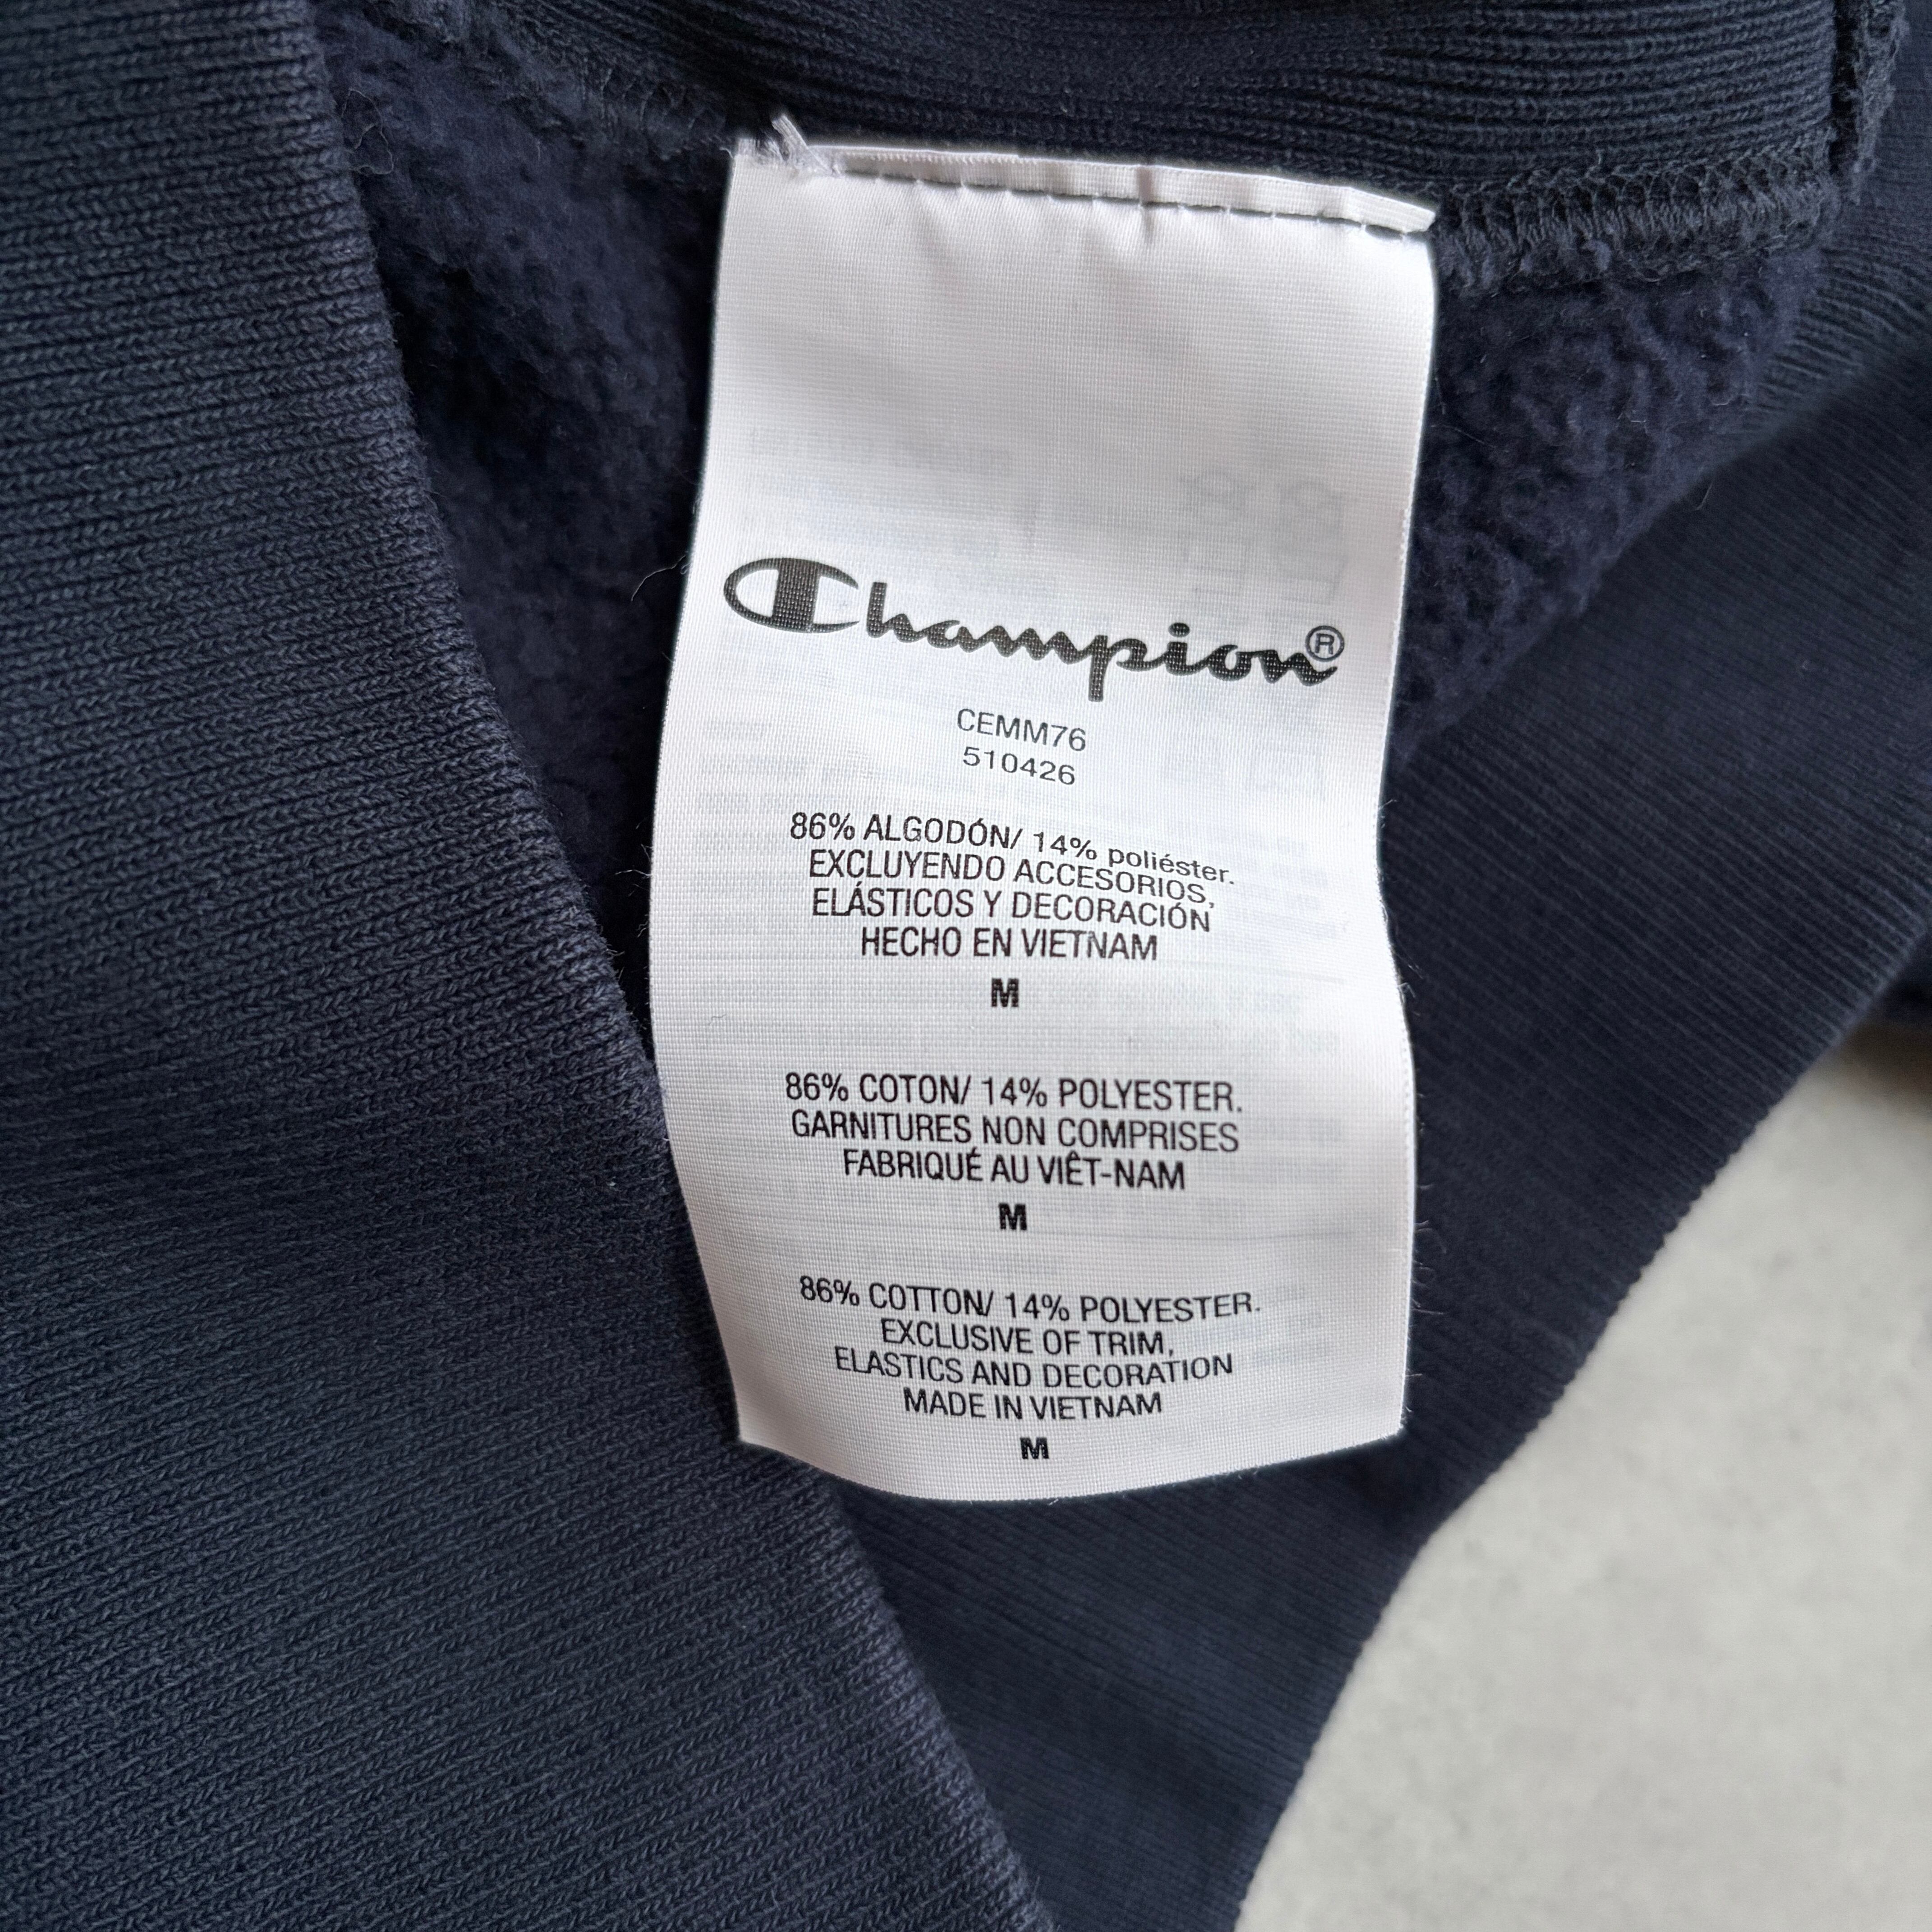 Champion®
CEMM76
510426
86% ALGODÓN/ 14% poliéster.
EXCLUYENDO ACCESORIOS,
ELÁSTICOS Y DECORACIÓN
HECHO EN VIETNAM
M
86% COTON/ 14% POLYESTER.
GARNITURES NON COMPRISES
FABRIQUÉ AU VIÊT-NAM
M
86% COTTON/ 14% POLYESTER.
EXCLUSIVE OF TRIM,
ELASTICS AND DECORATION
MADE IN VIETNAM
M